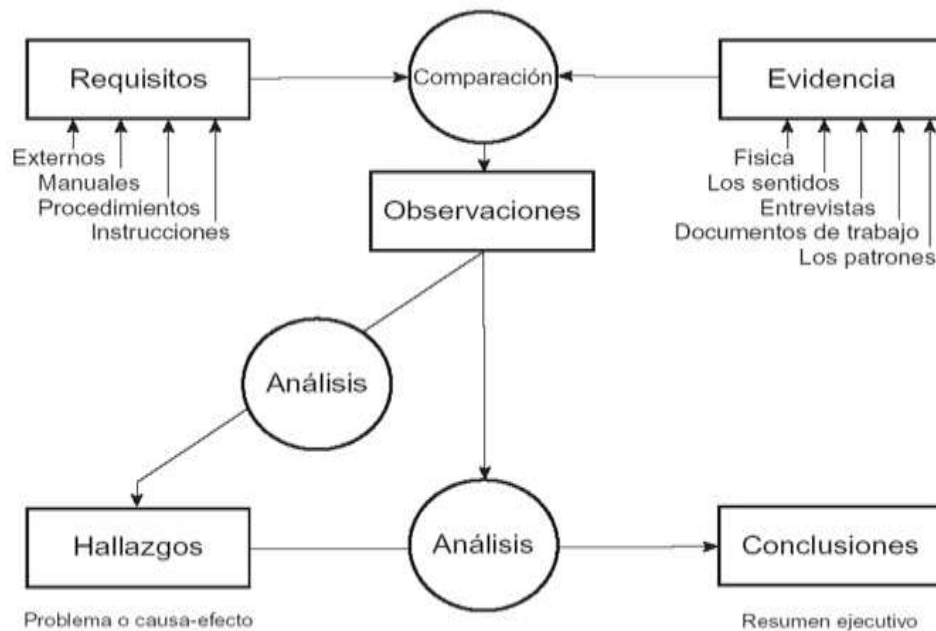 Requisitos
Comparación
Evidencia
Externos
Manuales
Procedimientos
Instrucciones
Fisica
Los sentidos
Entrevistas
Documentos de trabajo
Los patrones
Observaciones
Análisis
Hallazgos
Análisis
Conclusiones
Problema o causa-efecto
Resumen ejecutivo